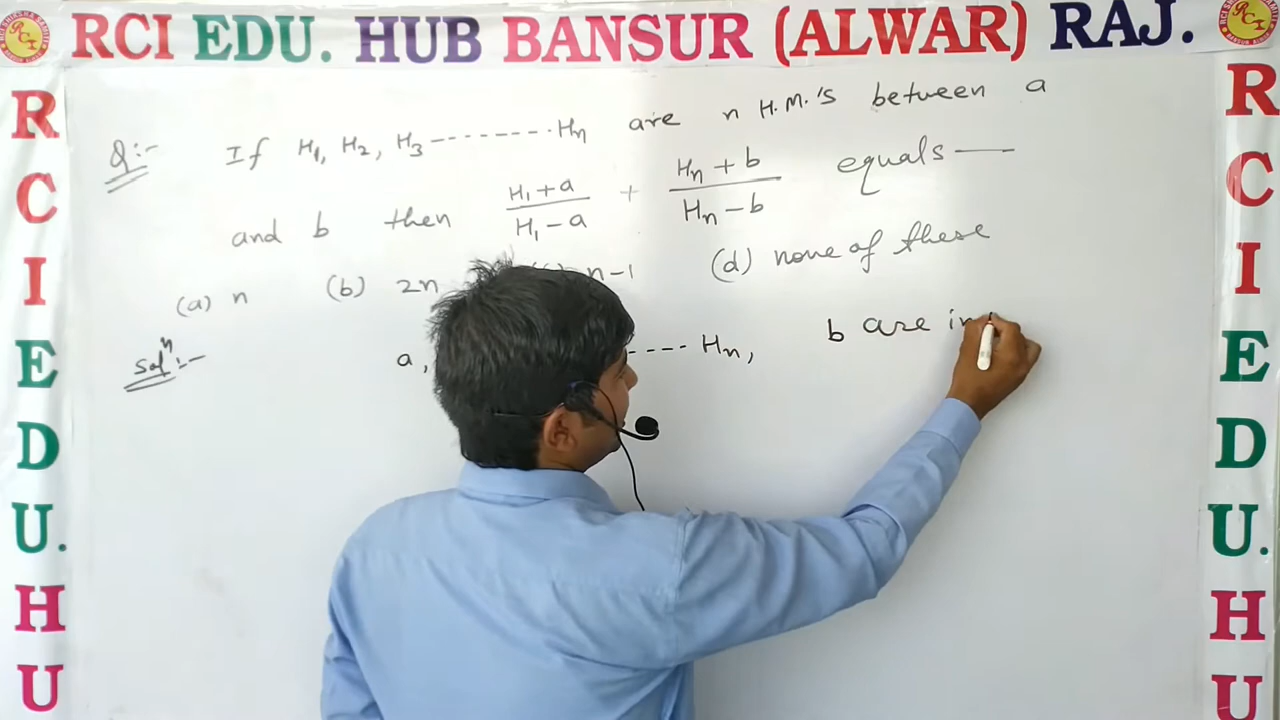 RCI EDU. HUB BANSUR (ALWAR) RAJ.
Q:- If H1, H2, H3 --------- Hn are n H.M.'s between a
and b then (H1 + a)/(H1 - a) + (Hn + b)/(Hn - b) equals ——
(a) n (b) 2n n-1 (d) none of these
Solⁿ:- a, ---- Hn, b are in
R
C
I
E
D
U.
H
U
R
C
I
E
D
U.
H
U